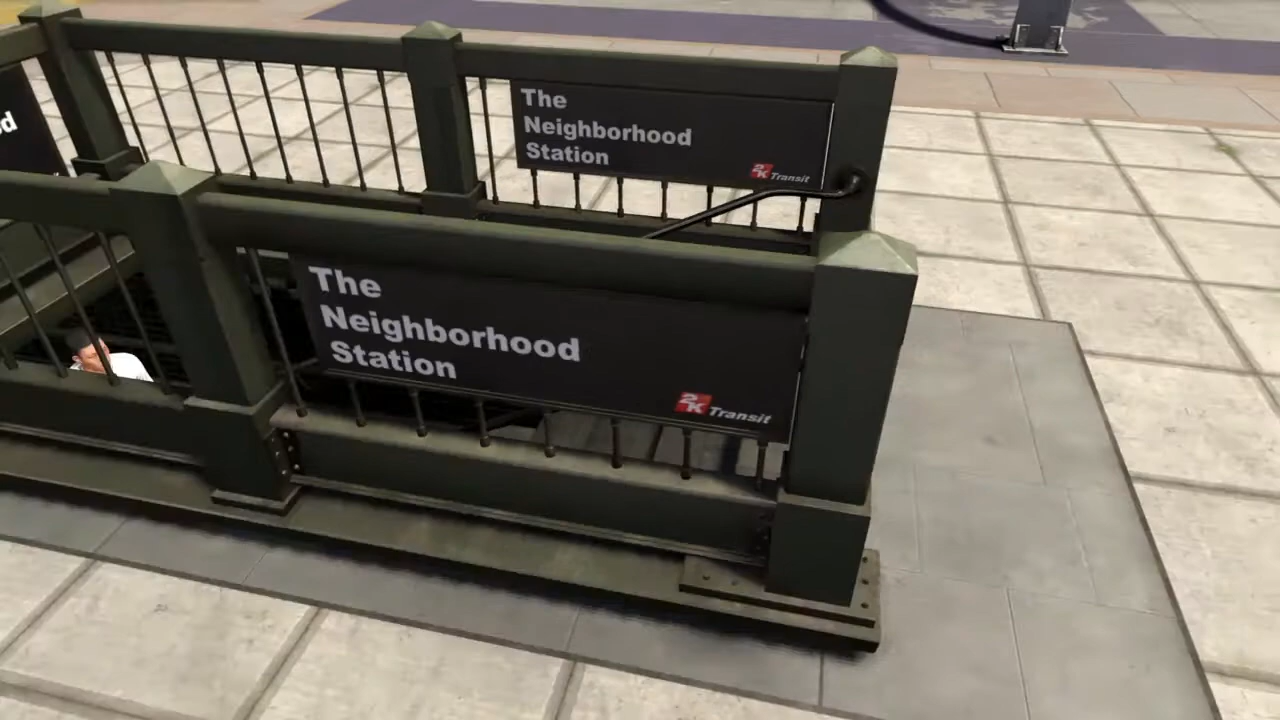 The
Neighborhood
Station
2K Transit
The
Neighborhood
Station
2K Transit
d